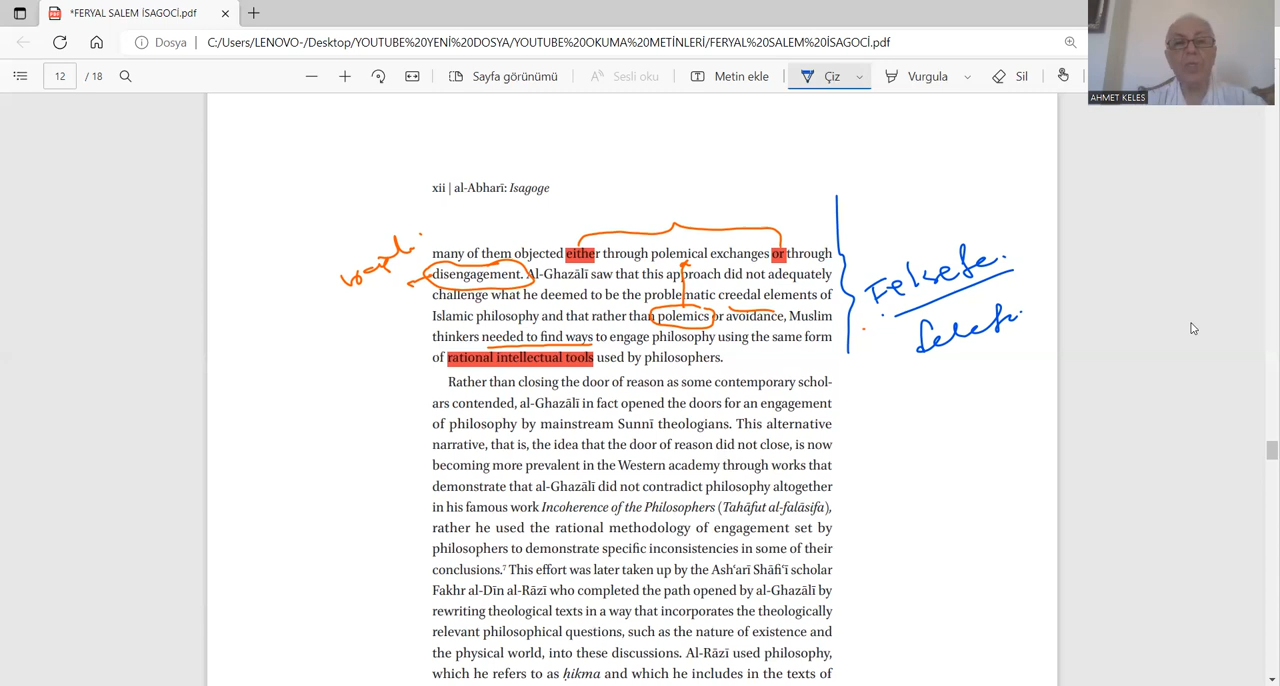 *FERYAL SALEM İSAGOCİ.pdf
Dosya C:/Users/LENOVO-/Desktop/YOUTUBE%20YENİ%20DOSYA/YOUTUBE%20OKUMA%20METİNLERİ/FERYAL%20SALEM%20İSAGOCİ.pdf
12 / 18 Sayfa görünümü Sesli oku Metin ekle Çiz Vurgula Sil
AHMET KELES
xii | al-Abharī: Isagoge
many of them objected either through polemical exchanges or through
disengagement. Al-Ghazālī saw that this approach did not adequately
challenge what he deemed to be the problematic creedal elements of
Islamic philosophy and that rather than polemics or avoidance, Muslim
thinkers needed to find ways to engage philosophy using the same form
of rational intellectual tools used by philosophers.
Rather than closing the door of reason as some contemporary schol-
ars contended, al-Ghazālī in fact opened the doors for an engagement
of philosophy by mainstream Sunnī theologians. This alternative
narrative, that is, the idea that the door of reason did not close, is now
becoming more prevalent in the Western academy through works that
demonstrate that al-Ghazālī did not contradict philosophy altogether
in his famous work Incoherence of the Philosophers (Tahāfut al-falāsifa),
rather he used the rational methodology of engagement set by
philosophers to demonstrate specific inconsistencies in some of their
conclusions.⁷ This effort was later taken up by the Ashʿarī Shāfiʿī scholar
Fakhr al-Dīn al-Rāzī who completed the path opened by al-Ghazālī by
rewriting theological texts in a way that incorporates the theologically
relevant philosophical questions, such as the nature of existence and
the physical world, into these discussions. Al-Rāzī used philosophy,
which he refers to as ḥikma and which he includes in the texts of
Felsefe